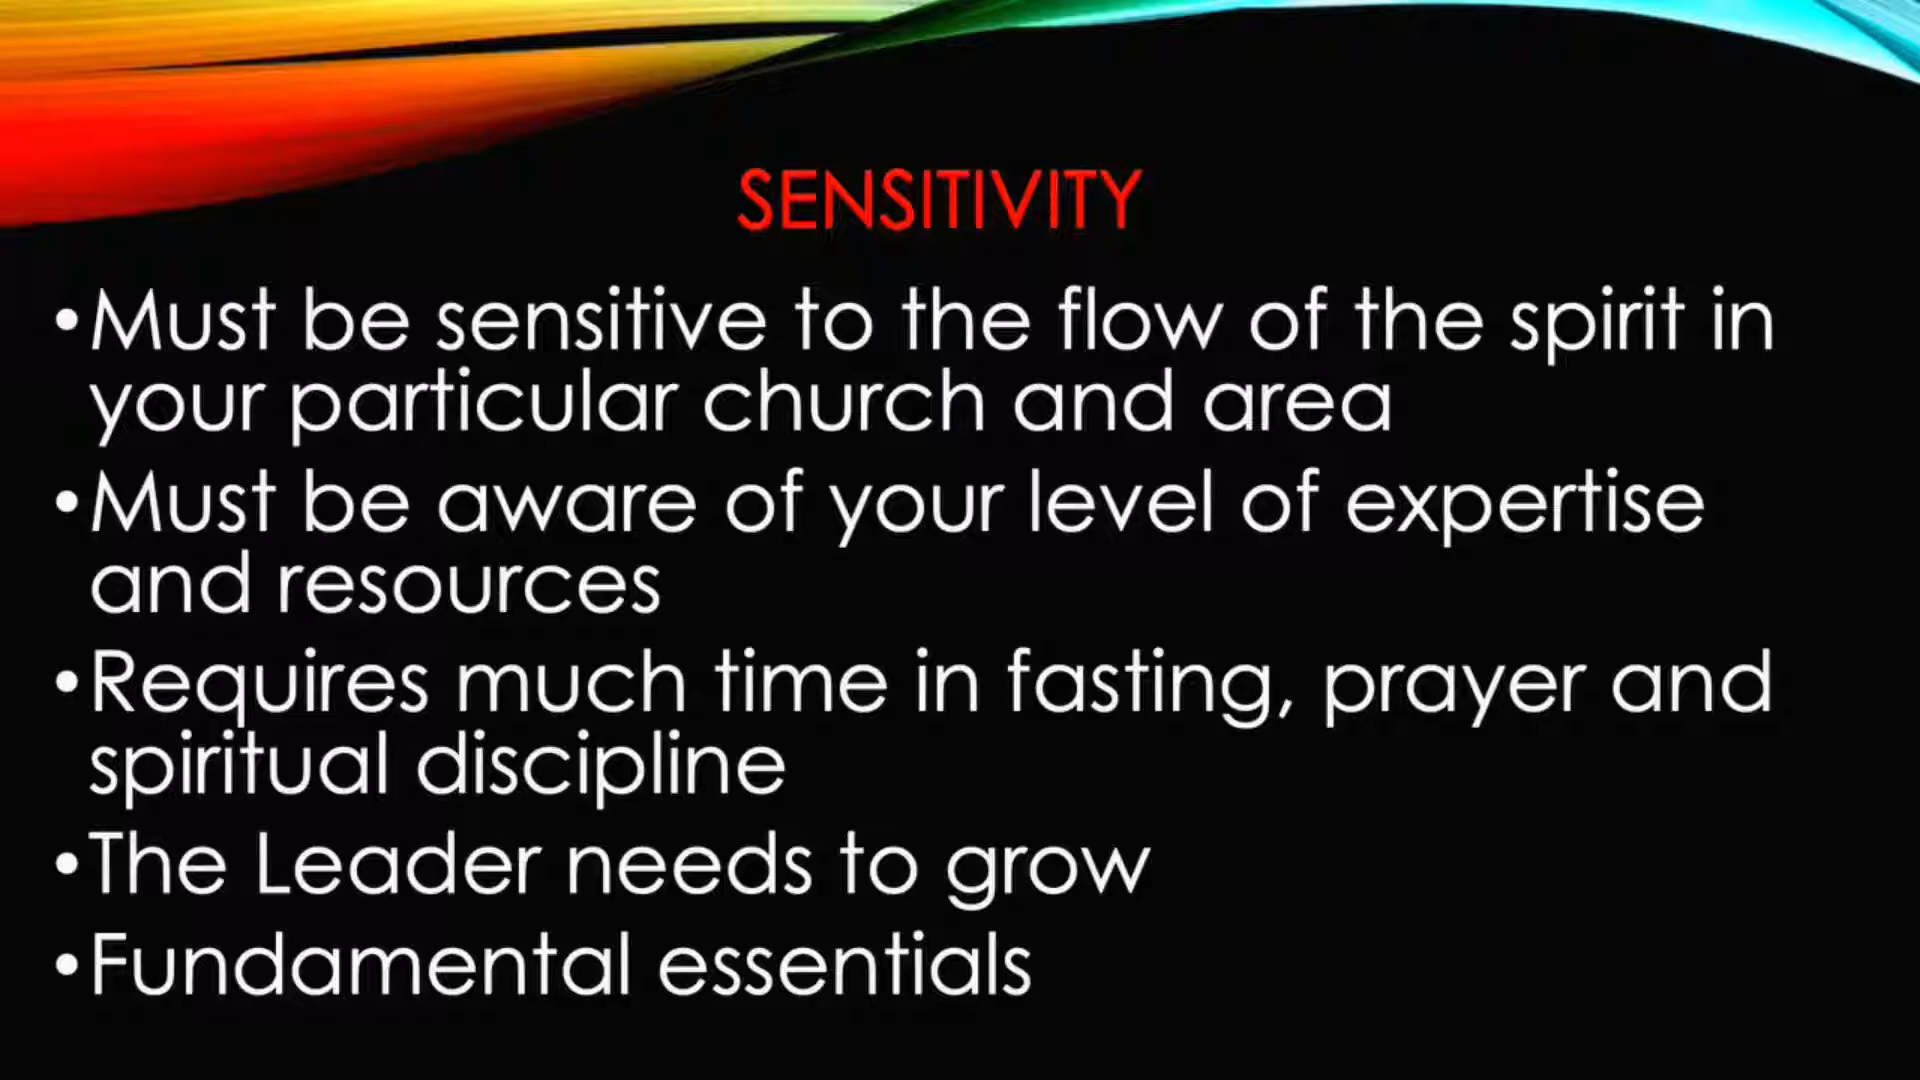 SENSITIVITY
•Must be sensitive to the flow of the spirit in
your particular church and area
•Must be aware of your level of expertise
and resources
•Requires much time in fasting, prayer and
spiritual discipline
•The Leader needs to grow
•Fundamental essentials